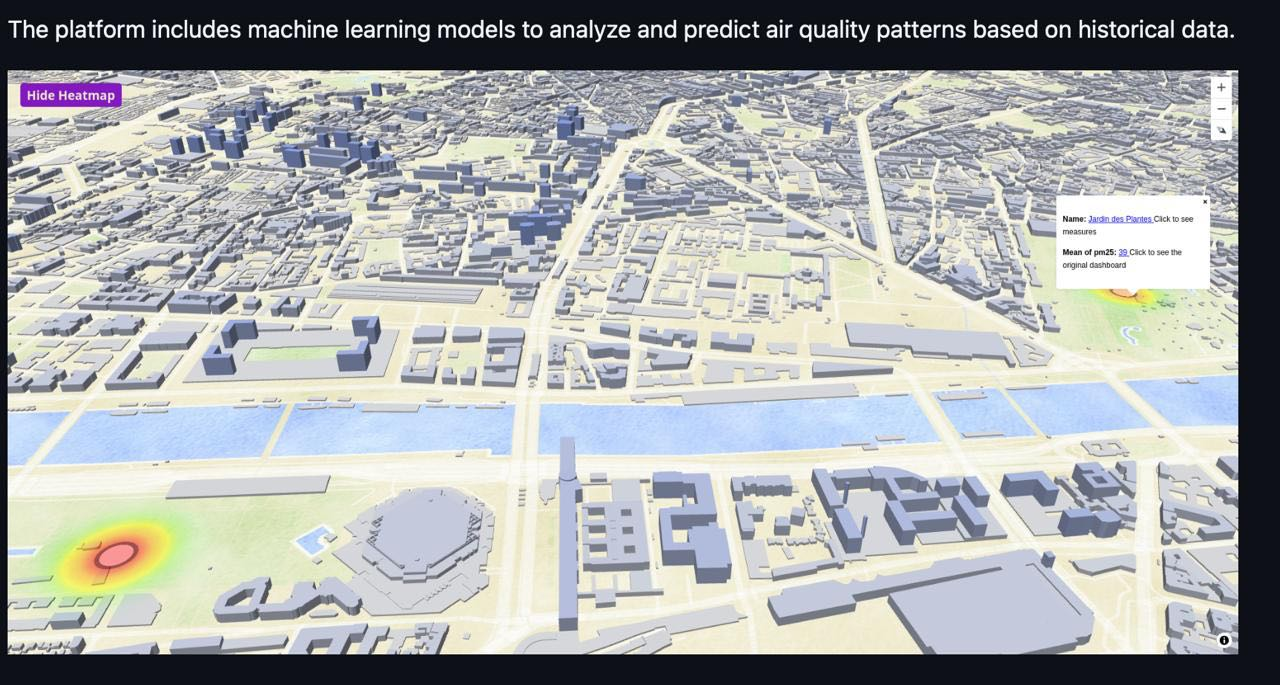 The platform includes machine learning models to analyze and predict air quality patterns based on historical data.
Hide Heatmap
Name: Jardin des Plantes Click to see
measures
Mean of pm25: 39 Click to see the
original dashboard